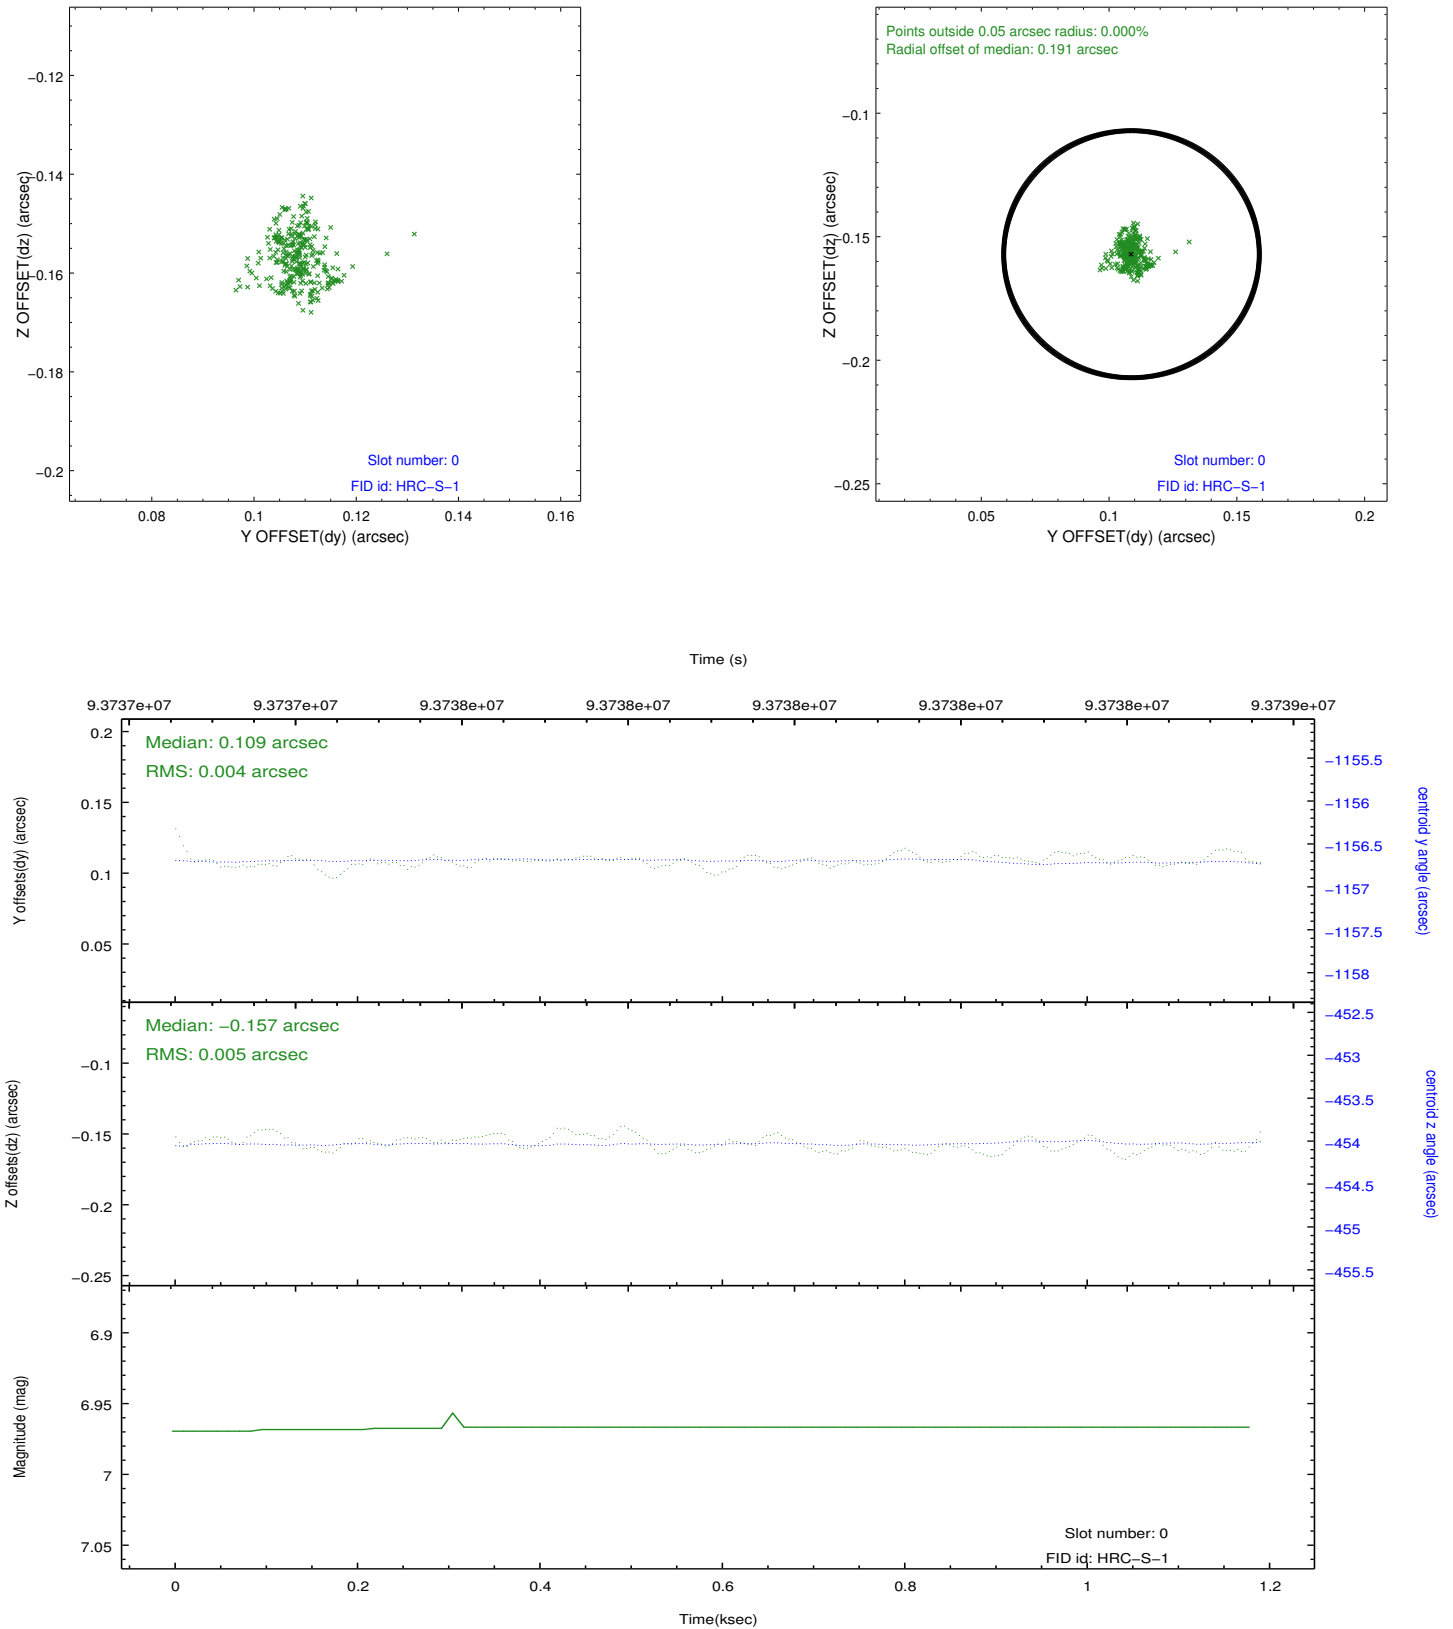 −0.12
−0.14
−0.16
−0.18
−0.2
Z OFFSET(dz) (arcsec)
0.08
0.1
0.12
0.14
0.16
Y OFFSET(dy) (arcsec)
Slot number: 0
FID id: HRC−S−1
Points outside 0.05 arcsec radius: 0.000%
Radial offset of median: 0.191 arcsec
−0.1
−0.15
−0.2
−0.25
Z OFFSET(dz) (arcsec)
0.05
0.1
0.15
0.2
Y OFFSET(dy) (arcsec)
Slot number: 0
FID id: HRC−S−1
Time (s)
9.3737e+07 9.3737e+07 9.3738e+07 9.3738e+07 9.3738e+07 9.3738e+07 9.3738e+07 9.3739e+07
Median: 0.109 arcsec
RMS: 0.004 arcsec
0.2
0.15
0.1
0.05
Y offsets(dy) (arcsec)
−1155.5
−1156
−1156.5
−1157
−1157.5
−1158
centroid y angle (arcsec)
Median: −0.157 arcsec
RMS: 0.005 arcsec
−0.1
−0.15
−0.2
−0.25
Z offsets(dz) (arcsec)
−452.5
−453
−453.5
−454
−454.5
−455
−455.5
centroid z angle (arcsec)
6.9
6.95
7
7.05
Magnitude (mag)
Slot number: 0
FID id: HRC−S−1
0 0.2 0.4 0.6 0.8 1 1.2
Time(ksec)